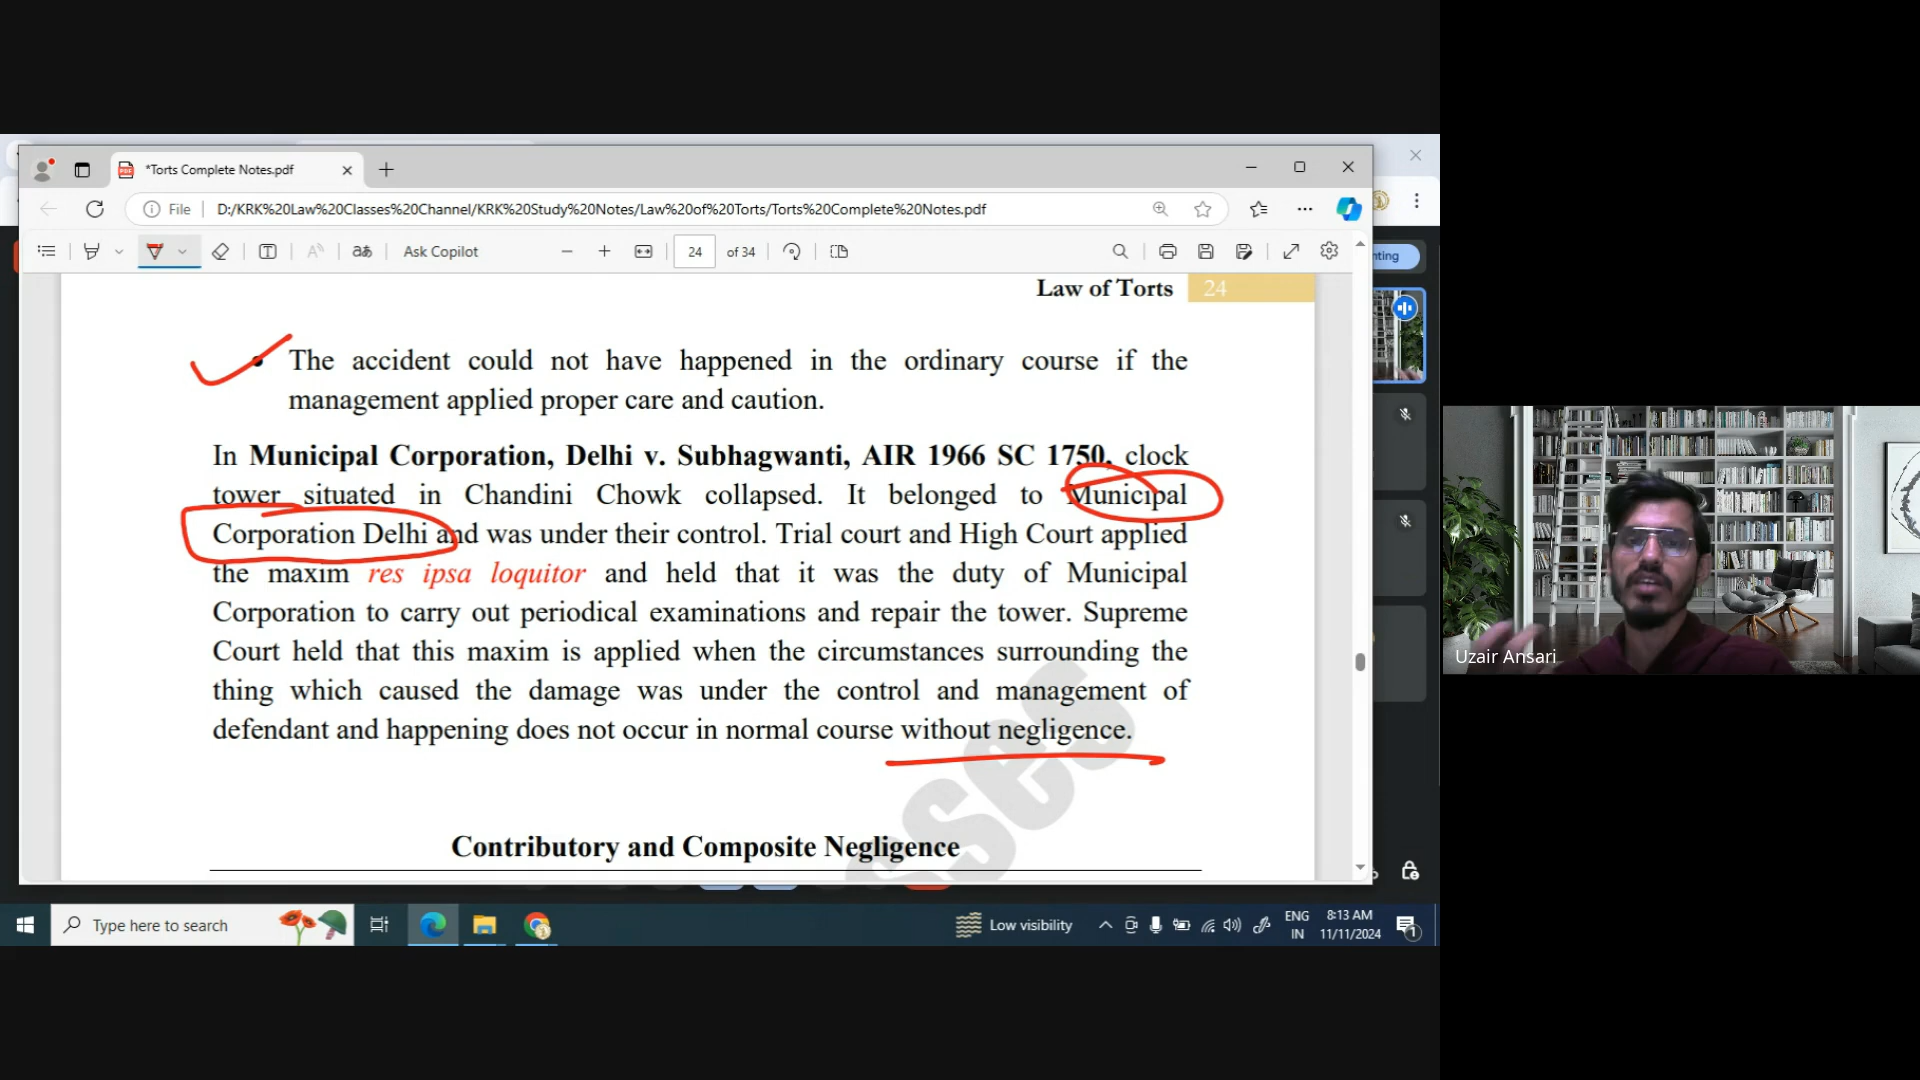 *Torts Complete Notes.pdf
File D:/KRK%20Law%20Classes%20Channel/KRK%20Study%20Notes/Law%20of%20Torts/Torts%20Complete%20Notes.pdf
Ask Copilot 24 of 34
nting
Law of Torts 24
• The accident could not have happened in the ordinary course if the
management applied proper care and caution.
In Municipal Corporation, Delhi v. Subhagwanti, AIR 1966 SC 1750, clock
tower situated in Chandini Chowk collapsed. It belonged to Municipal
Corporation Delhi and was under their control. Trial court and High Court applied
the maxim res ipsa loquitor and held that it was the duty of Municipal
Corporation to carry out periodical examinations and repair the tower. Supreme
Court held that this maxim is applied when the circumstances surrounding the
thing which caused the damage was under the control and management of
defendant and happening does not occur in normal course without negligence.
sses
Contributory and Composite Negligence
Uzair Ansari
Type here to search
Low visibility
ENG
IN
8:13 AM
11/11/2024
1